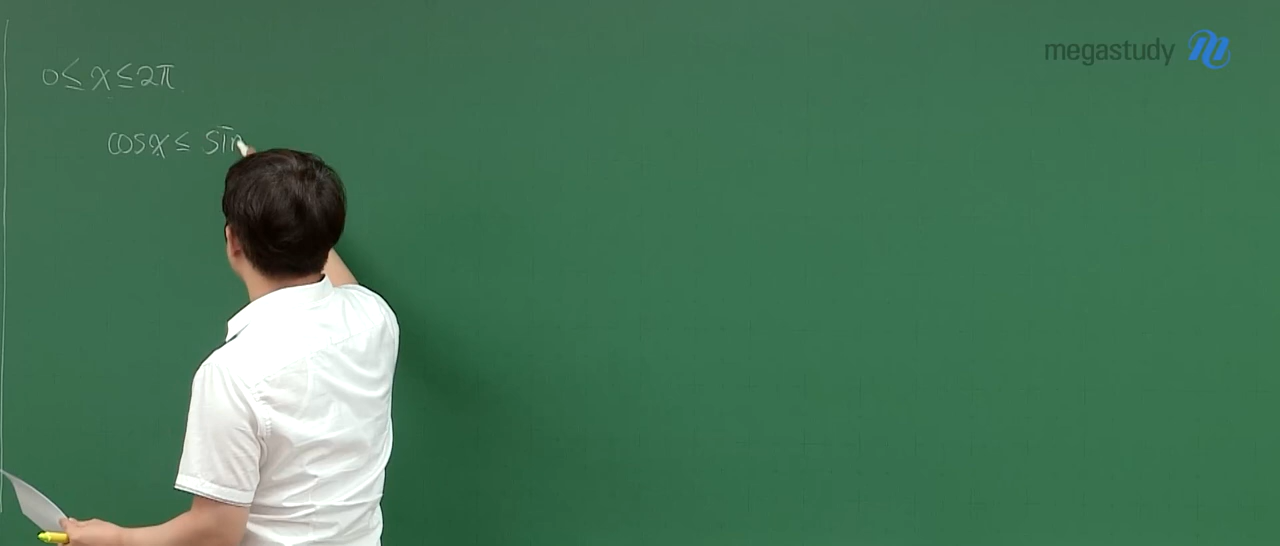 0≤x≤2π
megastudy
cosx≤ sin